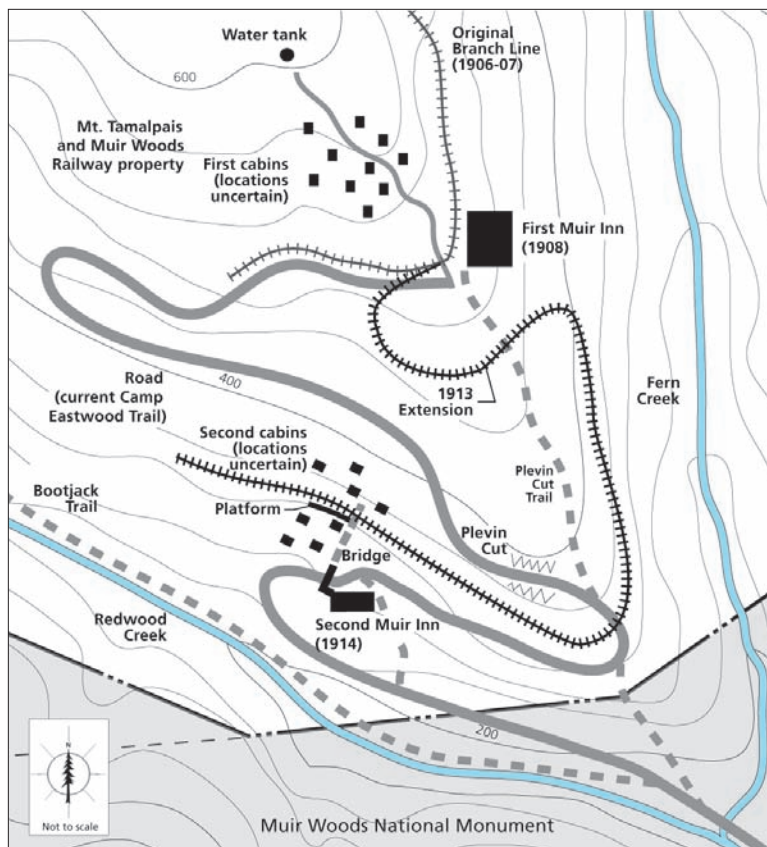 Water tank
Original
Branch Line
(1906-07)
600
Mt. Tamalpais
and Muir Woods
Railway property
First cabins
(locations
uncertain)
First Muir Inn
(1908)
Road
(current Camp
Eastwood Trail)
400
1913
Extension
Fern
Creek
Second cabins
(locations
uncertain)
Plevin
Cut
Trail
Bootjack
Trail
Platform
Plevin
Cut
Bridge
Redwood
Creek
Second Muir Inn
(1914)
200
N
Not to scale
Muir Woods National Monument